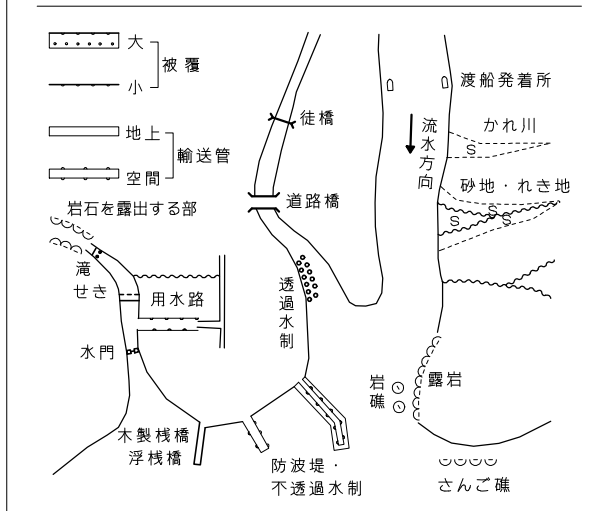 大
被覆
小
地上
輸送管
空間
岩石を露出する部
滝
せき
用水路
水門
木製桟橋
浮桟橋
徒橋
道路橋
透過水制
防波堤・
不透過水制
渡船発着所
流水方向
かれ川
S
砂地・れき地
S
S
S
岩礁
露岩
さんご礁